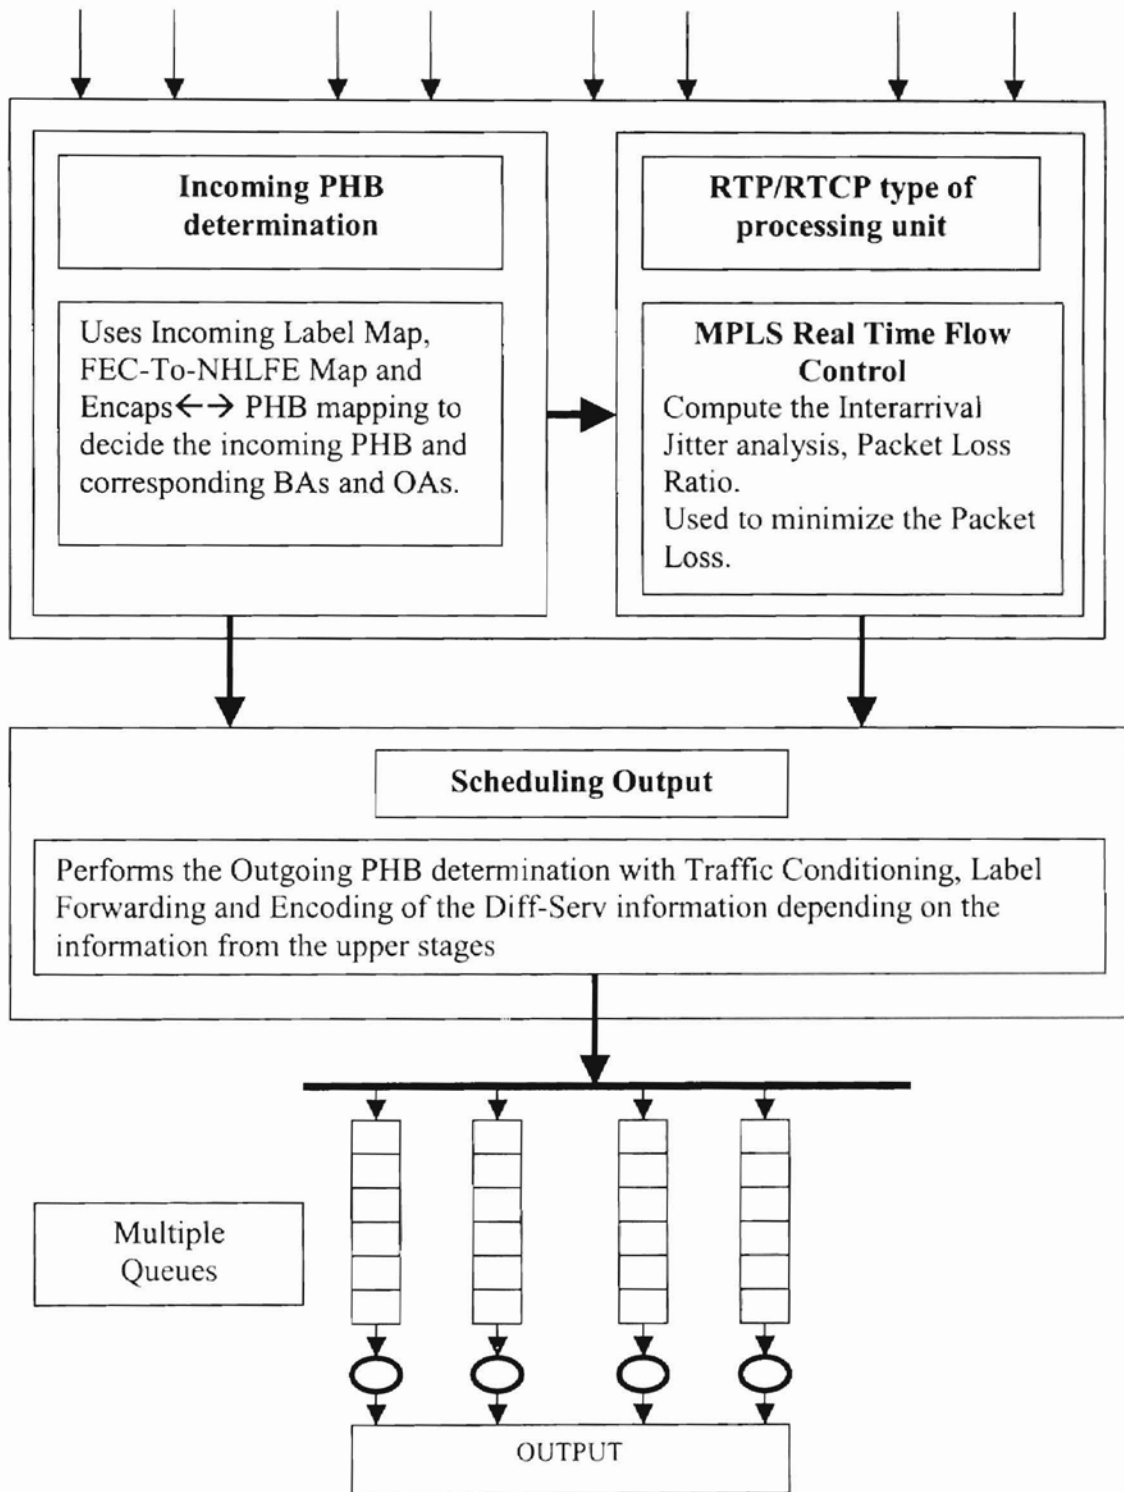 Incoming PHB
determination
Uses Incoming Label Map,
FEC-To-NHLFE Map and
Encaps←→ PHB mapping to
decide the incoming PHB and
corresponding BAs and OAs.
RTP/RTCP type of
processing unit
MPLS Real Time Flow
Control
Compute the Interarrival
Jitter analysis, Packet Loss
Ratio.
Used to minimize the Packet
Loss.
Scheduling Output
Performs the Outgoing PHB determination with Traffic Conditioning, Label
Forwarding and Encoding of the Diff-Serv information depending on the
information from the upper stages
Multiple
Queues
OUTPUT